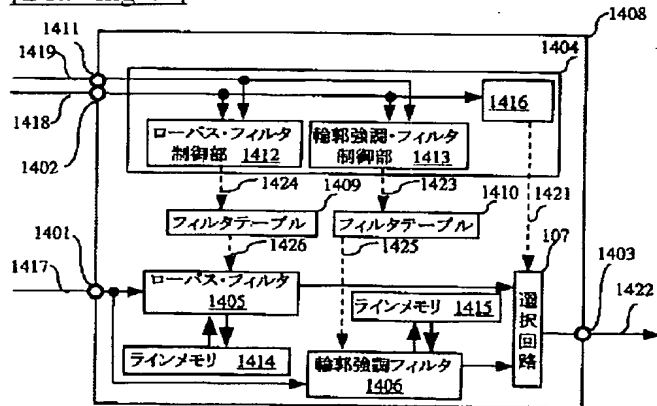 1411
1408
1419
1404
1416
1418
ローパス・フィルタ
制御部 1412
輪郭強調・フィルタ
制御部 1413
1402
1424
1409
1423
1410
1421
フィルタテーブル
フィルタテーブル
1401
1426
1425
107
1403
1417
ローパス・フィルタ
1405
ラインメモリ 1415
選択回路
1422
ラインメモリ 1414
輪郭強調フィルタ
1406